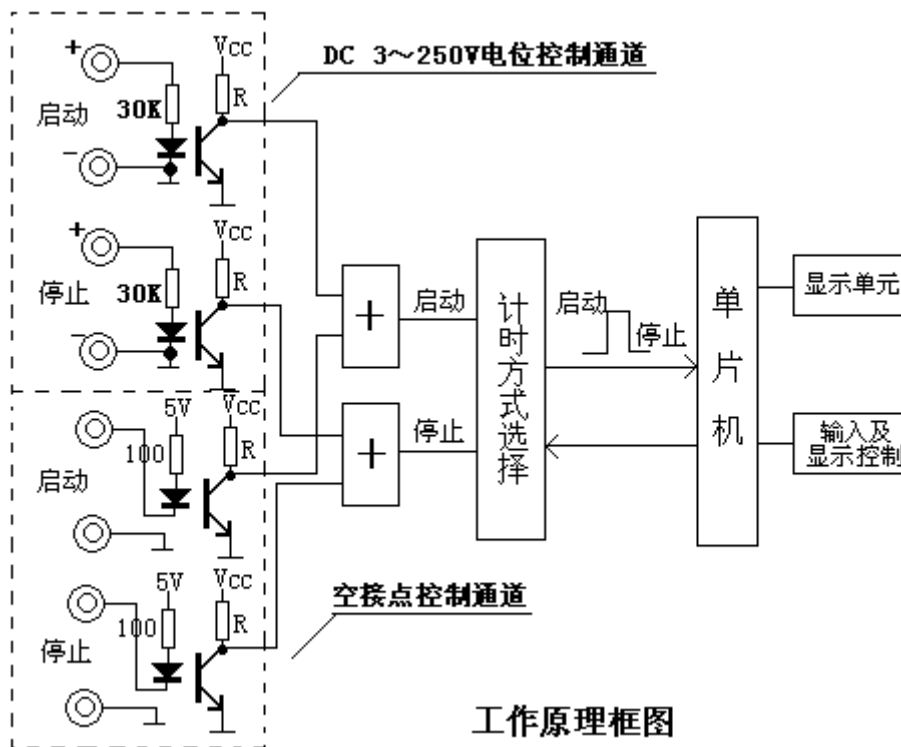 DC 3～250V电位控制通道
+
启动
30K
Vcc
R
−
+
停止
30K
Vcc
R
−
5V
100
Vcc
R
启动
5V
100
Vcc
R
停止
+
启动
+
停止
计时方式选择
启动
停止
单片机
显示单元
输入及
显示控制
空接点控制通道
工作原理框图